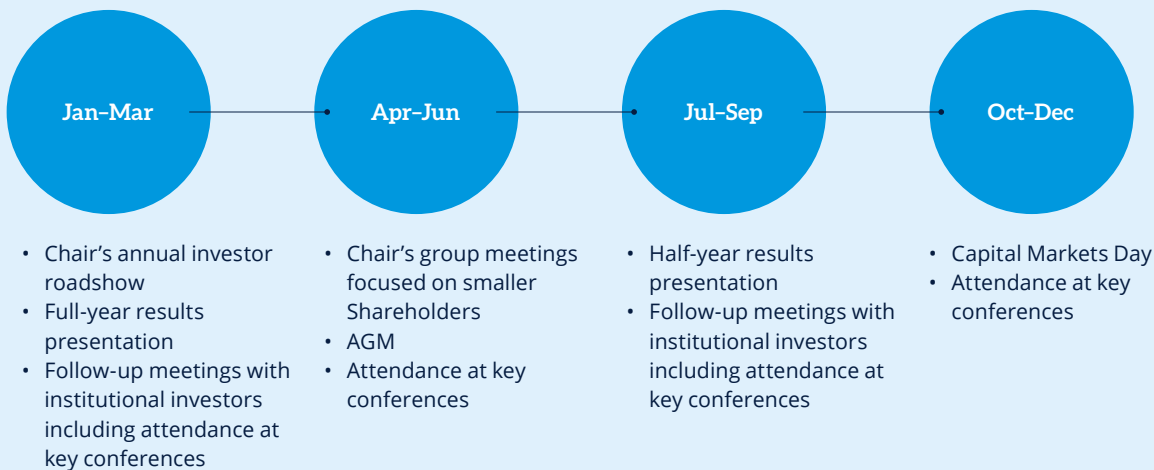 Jan–Mar
Apr–Jun
Jul–Sep
Oct–Dec
• Chair’s annual investor
roadshow
• Full-year results
presentation
• Follow-up meetings with
institutional investors
including attendance at
key conferences
• Chair’s group meetings
focused on smaller
Shareholders
• AGM
• Attendance at key
conferences
• Half-year results
presentation
• Follow-up meetings with
institutional investors
including attendance at
key conferences
• Capital Markets Day
• Attendance at key
conferences